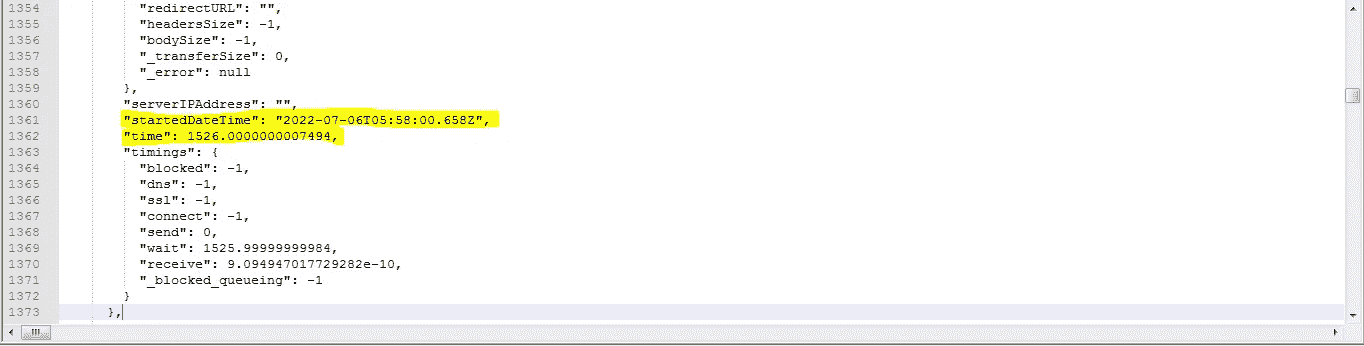 1354 "redirectURL": "",
1355 "headersSize": -1,
1356 "bodySize": -1,
1357 "_transferSize": 0,
1358 "_error": null
1359 },
1360 "serverIPAddress": "",
1361 "startedDateTime": "2022-07-06T05:58:00.658Z",
1362 "time": 1526.0000000007494,
1363 "timings": {
1364 "blocked": -1,
1365 "dns": -1,
1366 "ssl": -1,
1367 "connect": -1,
1368 "send": 0,
1369 "wait": 1525.99999999984,
1370 "receive": 9.094947017729282e-10,
1371 "_blocked_queueing": -1
1372 }
1373 },